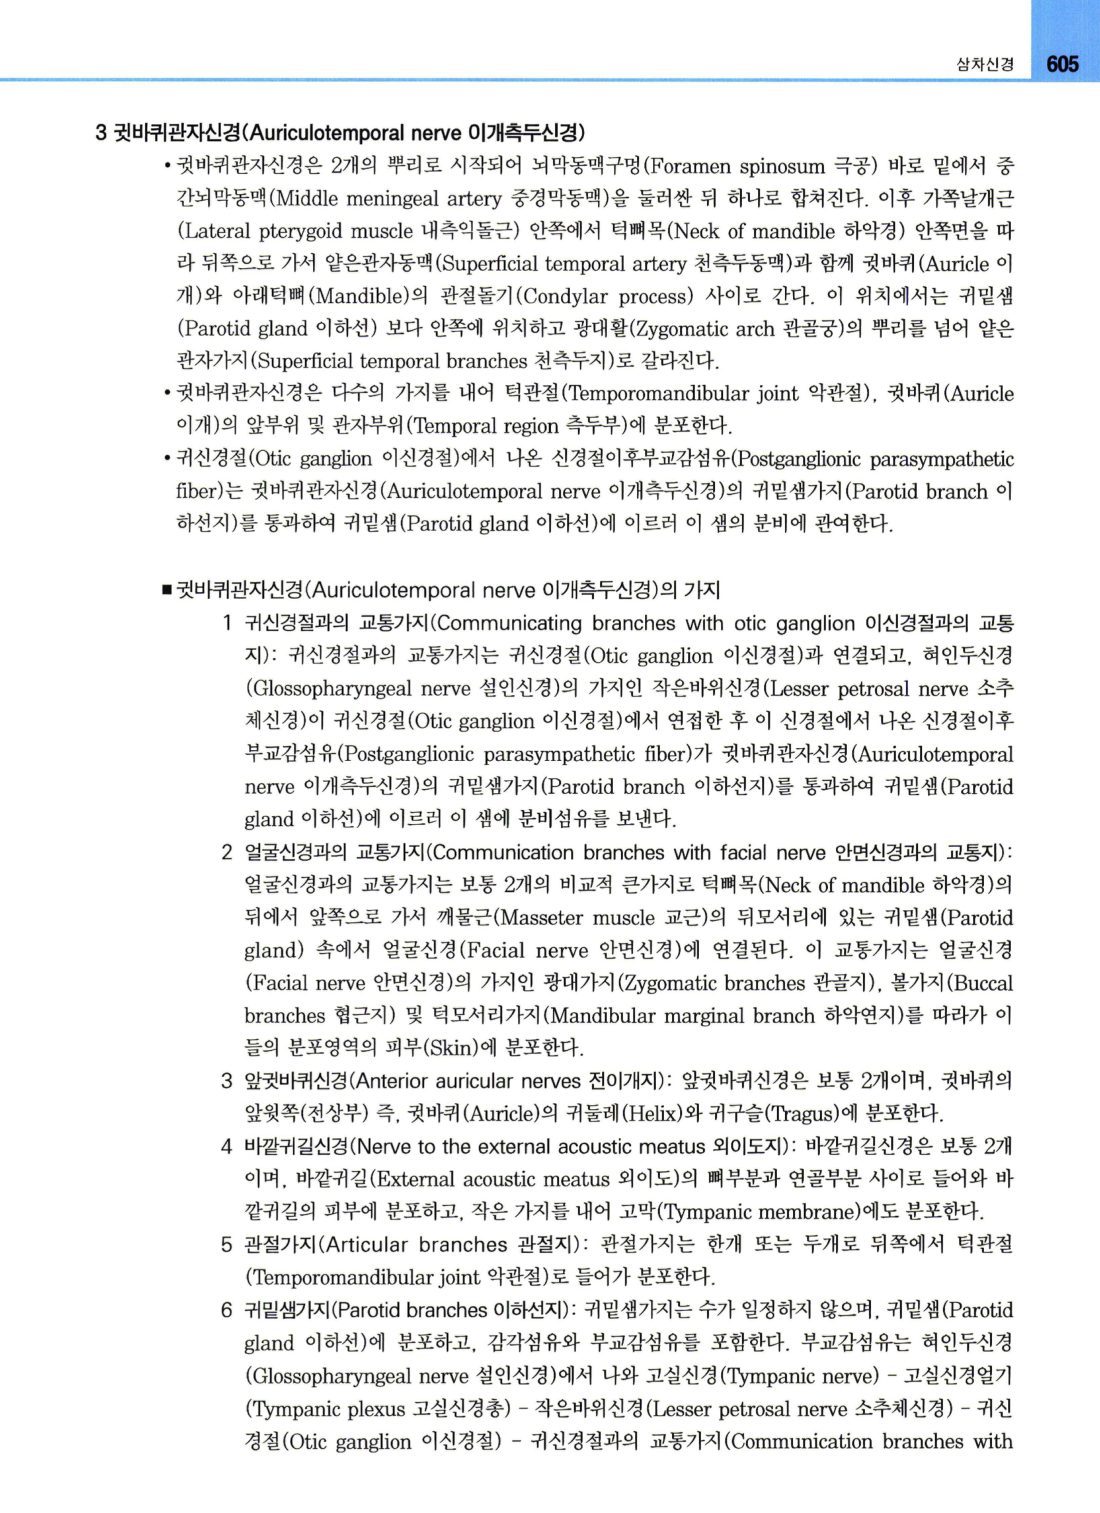 삼차신경 605
3 귓바퀴관자신경(Auriculotemporal nerve 이개측두신경)
• 귓바퀴관자신경은 2개의 뿌리로 시작되어 뇌막동맥구멍(Foramen spinosum 극공) 바로 밑에서 중
간뇌막동맥(Middle meningeal artery 중경막동맥)을 둘러싼 뒤 하나로 합쳐진다. 이후 가쪽날개근
(Lateral pterygoid muscle 내측익돌근) 안쪽에서 턱뼈목(Neck of mandible 하악경) 안쪽면을 따
라 뒤쪽으로 가서 얕은관자동맥(Superficial temporal artery 천측두동맥)과 함께 귓바퀴(Auricle 이
개)와 아래턱뼈(Mandible)의 관절돌기(Condylar process) 사이로 간다. 이 위치에서는 귀밑샘
(Parotid gland 이하선) 보다 안쪽에 위치하고 광대활(Zygomatic arch 관골궁)의 뿌리를 넘어 얕은
관자가지(Superficial temporal branches 천측두지)로 갈라진다.
• 귓바퀴관자신경은 다수의 가지를 내어 턱관절(Temporomandibular joint 악관절), 귓바퀴(Auricle
이개)의 앞부위 및 관자부위(Temporal region 측두부)에 분포한다.
• 귀신경절(Otic ganglion 이신경절)에서 나온 신경절이후부교감섬유(Postganglionic parasympathetic
fiber)는 귓바퀴관자신경(Auriculotemporal nerve 이개측두신경)의 귀밑샘가지(Parotid branch 이
하선지)를 통과하여 귀밑샘(Parotid gland 이하선)에 이르러 이 샘의 분비에 관여한다.
■ 귓바퀴관자신경(Auriculotemporal nerve 이개측두신경)의 가지
1 귀신경절과의 교통가지(Communicating branches with otic ganglion 이신경절과의 교통
지): 귀신경절과의 교통가지는 귀신경절(Otic ganglion 이신경절)과 연결되고, 혀인두신경
(Glossopharyngeal nerve 설인신경)의 가지인 작은바위신경(Lesser petrosal nerve 소추
체신경)이 귀신경절(Otic ganglion 이신경절)에서 연접한 후 이 신경절에서 나온 신경절이후
부교감섬유(Postganglionic parasympathetic fiber)가 귓바퀴관자신경(Auriculotemporal
nerve 이개측두신경)의 귀밑샘가지(Parotid branch 이하선지)를 통과하여 귀밑샘(Parotid
gland 이하선)에 이르러 이 샘에 분비섬유를 보낸다.
2 얼굴신경과의 교통가지(Communication branches with facial nerve 안면신경과의 교통지):
얼굴신경과의 교통가지는 보통 2개의 비교적 큰가지로 턱뼈목(Neck of mandible 하악경)의
뒤에서 앞쪽으로 가서 깨물근(Masseter muscle 교근)의 뒤모서리에 있는 귀밑샘(Parotid
gland) 속에서 얼굴신경(Facial nerve 안면신경)에 연결된다. 이 교통가지는 얼굴신경
(Facial nerve 안면신경)의 가지인 광대가지(Zygomatic branches 관골지), 볼가지(Buccal
branches 협근지) 및 턱모서리가지(Mandibular marginal branch 하악연지)를 따라가 이
들의 분포영역의 피부(Skin)에 분포한다.
3 앞귓바퀴신경(Anterior auricular nerves 전이개지): 앞귓바퀴신경은 보통 2개이며, 귓바퀴의
앞윗쪽(전상부) 즉, 귓바퀴(Auricle)의 귀둘레(Helix)와 귀구슬(Tragus)에 분포한다.
4 바깥귀길신경(Nerve to the external acoustic meatus 외이도지): 바깥귀길신경은 보통 2개
이며, 바깥귀길(External acoustic meatus 외이도)의 뼈부분과 연골부분 사이로 들어와 바
깥귀길의 피부에 분포하고, 작은 가지를 내어 고막(Tympanic membrane)에도 분포한다.
5 관절가지(Articular branches 관절지): 관절가지는 한개 또는 두개로 뒤쪽에서 턱관절
(Temporomandibular joint 악관절)로 들어가 분포한다.
6 귀밑샘가지(Parotid branches 이하선지): 귀밑샘가지는 수가 일정하지 않으며, 귀밑샘(Parotid
gland 이하선)에 분포하고, 감각섬유와 부교감섬유를 포함한다. 부교감섬유는 혀인두신경
(Glossopharyngeal nerve 설인신경)에서 나와 고실신경(Tympanic nerve) - 고실신경얼기
(Tympanic plexus 고실신경총) - 작은바위신경(Lesser petrosal nerve 소추체신경) - 귀신
경절(Otic ganglion 이신경절) - 귀신경절과의 교통가지(Communication branches with